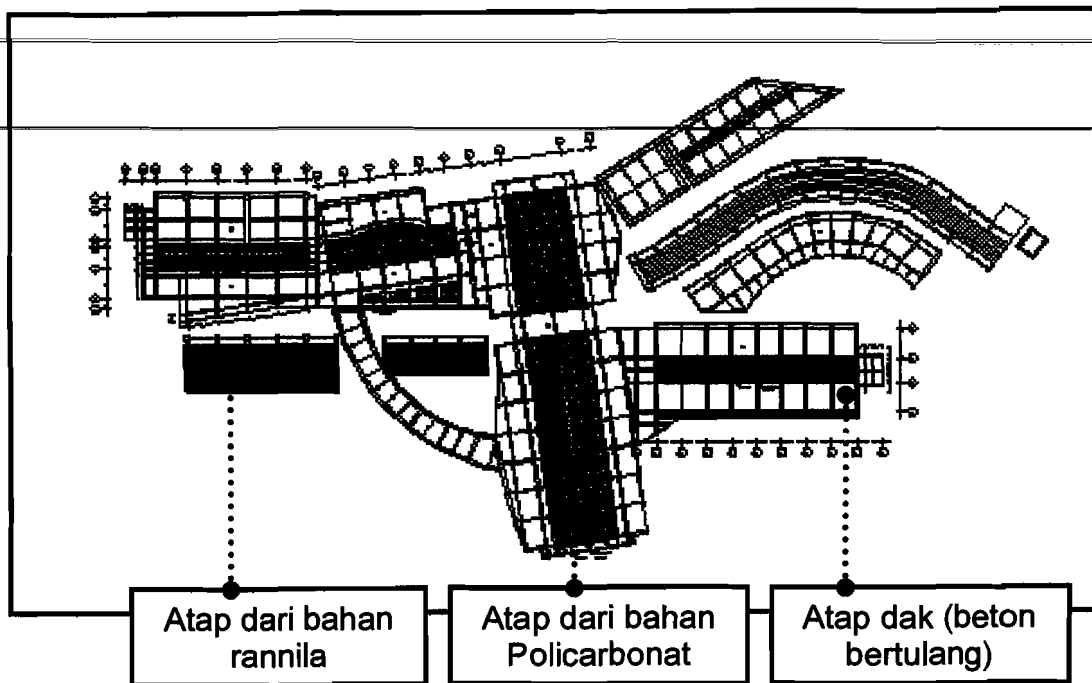 Atap dari bahan
rannila
Atap dari bahan
Policarbonat
Atap dak (beton
bertulang)